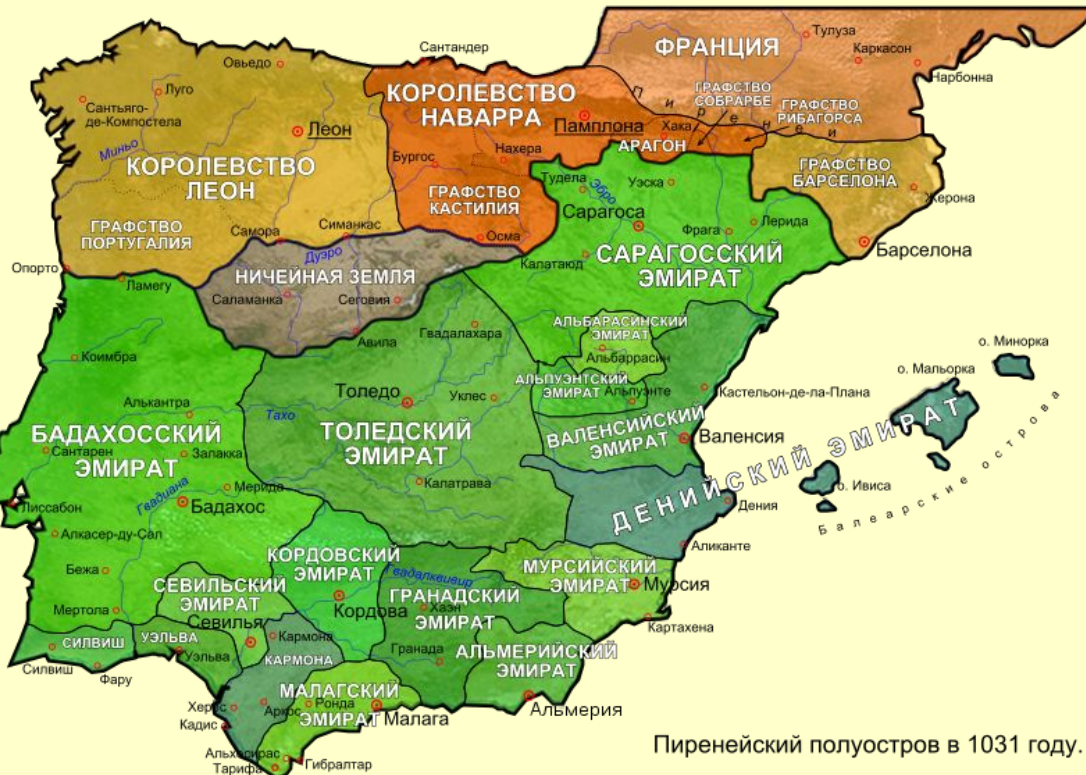 ФРАНЦИЯ
Тулуза
Каркасон
Нарбонна
Сантандер
Овьедо
Луго
Сантьяго-
де-Компостела
Леон
Миньо
КОРОЛЕВСТВО
ЛЕОН
ГРАФСТВО
ПОРТУГАЛИЯ
Самора
Симанкас
КОРОЛЕВСТВО
НАВАРРА
Памплона
Бургос
Нахера
ГРАФСТВО
КАСТИЛИЯ
Осма
Хака
АРАГОН
Пиренеи
ГРАФСТВО
СОБРАРБЕ
ГРАФСТВО
РИБАГОРСА
ГРАФСТВО
БАРСЕЛОНА
Херона
Барселона
Тудела
Эбро
Уэска
Сарагоса
Фрага
Лерида
Калатаюд
САРАГОССКИЙ
ЭМИРАТ
Опорто
Ламегу
Дуэро
НИЧЕЙНАЯ ЗЕМЛЯ
Саламанка
Сеговия
Авила
Гвадалахара
АЛЬБАРАСИНСКИЙ
ЭМИРАТ
Альбаррасин
АЛЬПУЭНТСКИЙ
ЭМИРАТ
Альпуэнте
Кастельон-де-ла-Плана
ВАЛЕНСИЙСКИЙ
ЭМИРАТ
Валенсия
о. Минорка
о. Мальорка
о. Ивиса
Балеарские острова
ДЕНИЙСКИЙ ЭМИРАТ
Дения
Аликанте
Коимбра
Алькантра
Тахо
Толедо
Уклес
ТОЛЕДСКИЙ
ЭМИРАТ
Калатрава
БАДАХОССКИЙ
ЭМИРАТ
Сантарен
Залакка
Мерида
Гвадиана
Бадахос
Лиссабон
Алкасер-ду-Сал
Бежа
Мертола
КОРДОВСКИЙ
ЭМИРАТ
Кордова
Гвадалквивир
СЕВИЛЬСКИЙ
ЭМИРАТ
Севилья
ГРАНАДСКИЙ
ЭМИРАТ
Хаэн
Гранада
МУРСИЙСКИЙ
ЭМИРАТ
Мурсия
Картахена
СИЛВИШ
Силвиш
Фару
УЭЛЬВА
Уэльва
Кармона
КАРМОНА
АЛЬМЕРИЙСКИЙ
ЭМИРАТ
Альмерия
МАЛАГСКИЙ
ЭМИРАТ
Ронда
Аркос
Малага
Херес
Кадис
Альхесирас
Тарифа
Гибралтар
Пиренейский полуостров в 1031 году.